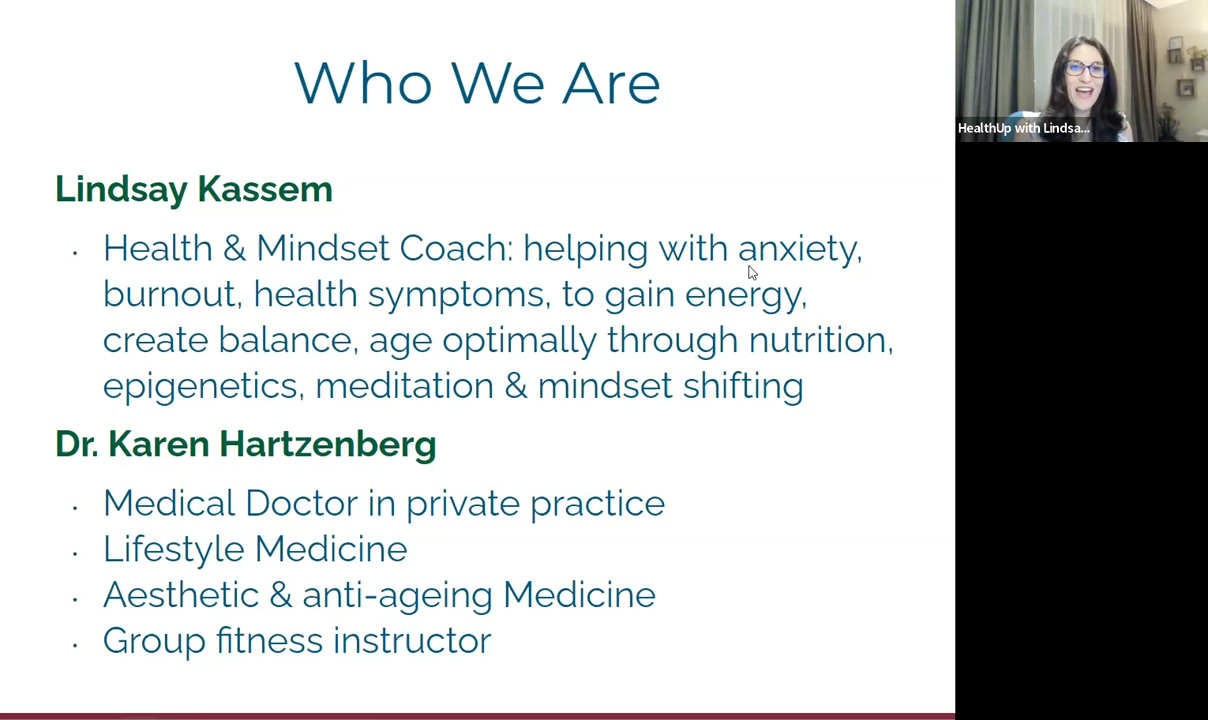 Who We Are
Lindsay Kassem
· Health & Mindset Coach: helping with anxiety,
burnout, health symptoms, to gain energy,
create balance, age optimally through nutrition,
epigenetics, meditation & mindset shifting
Dr. Karen Hartzenberg
· Medical Doctor in private practice
· Lifestyle Medicine
· Aesthetic & anti-ageing Medicine
· Group fitness instructor
HealthUp with Lindsa...